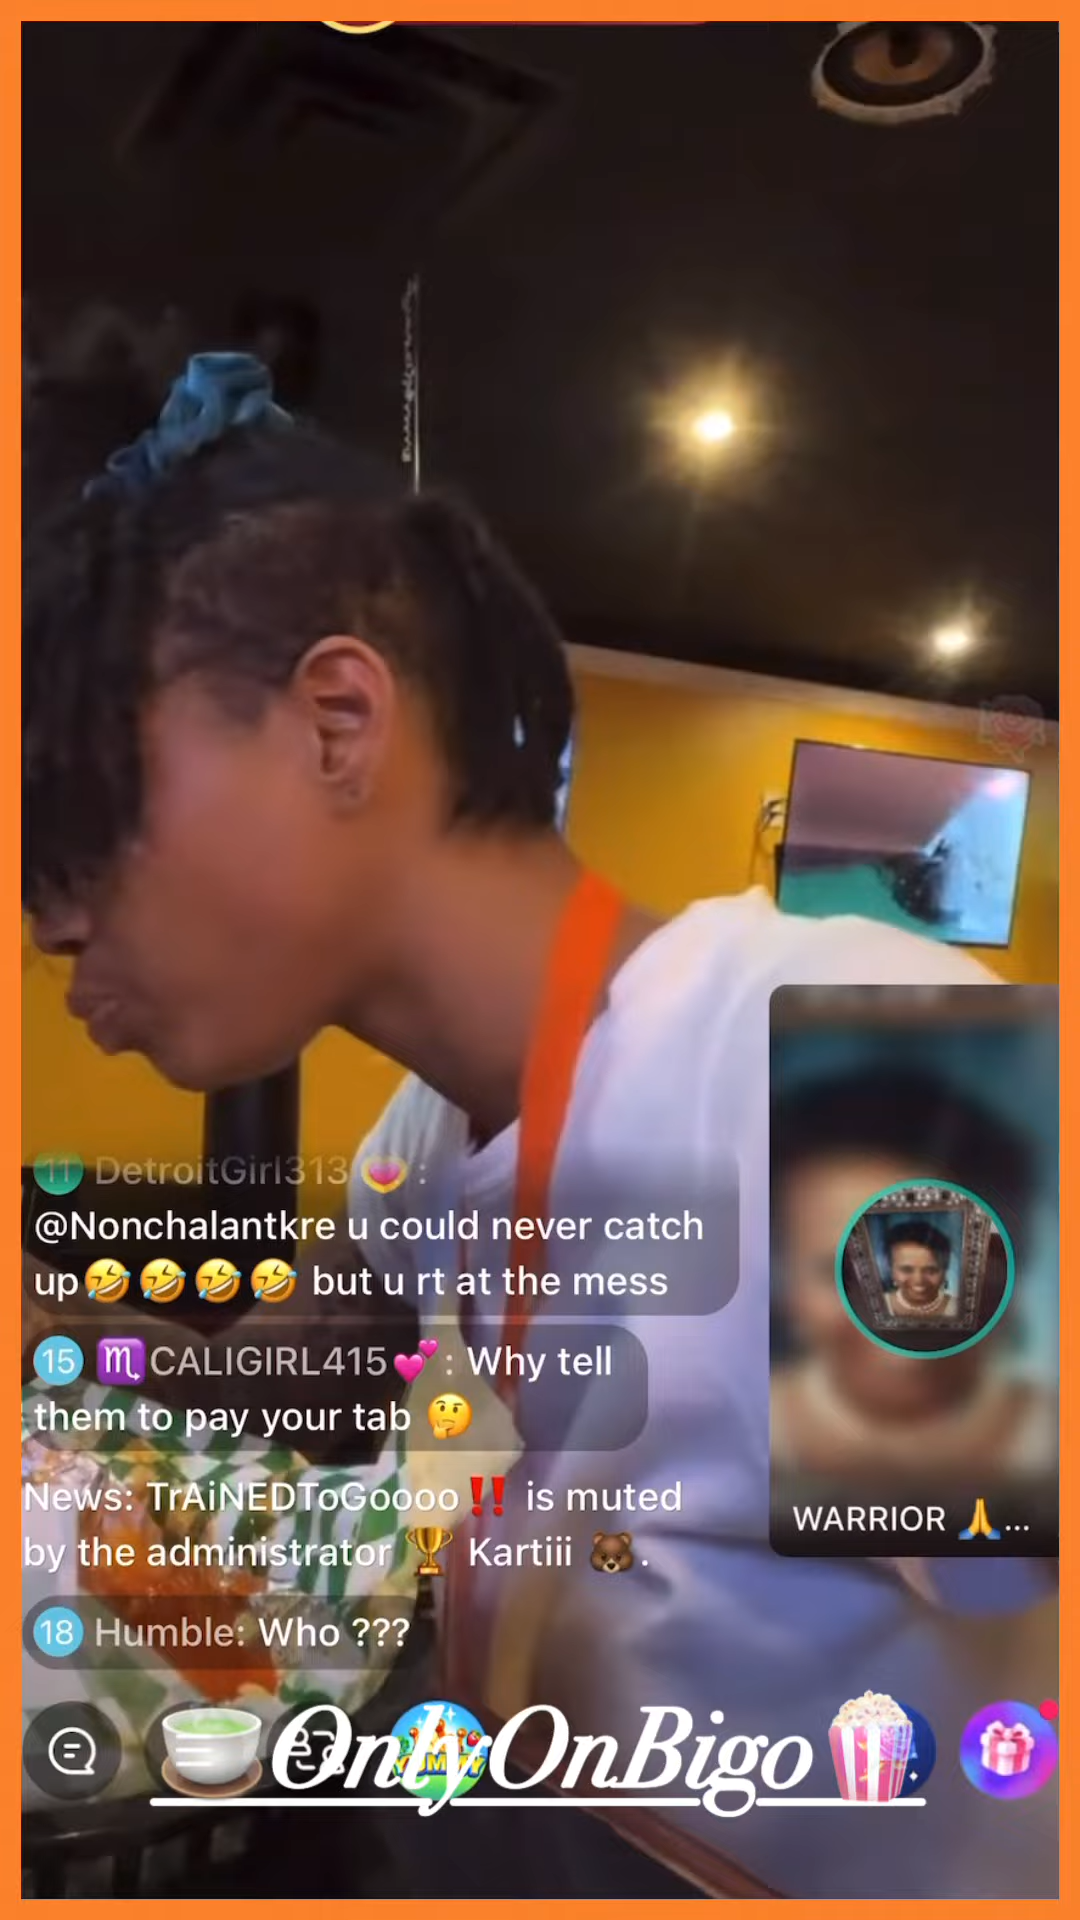 11 DetroitGirl313💗 :
@Nonchalantkre u could never catch
up🤣🤣🤣🤣 but u rt at the mess
15 ♏CALIGIRL415💕 : Why tell
them to pay your tab 🤔
News: TrAiNEDToGoooo‼️ is muted
by the administrator 🏆 Kartiii 🐻.
WARRIOR 🙏...
18 Humble: Who ???
🍵OnlyOnBigo🍿